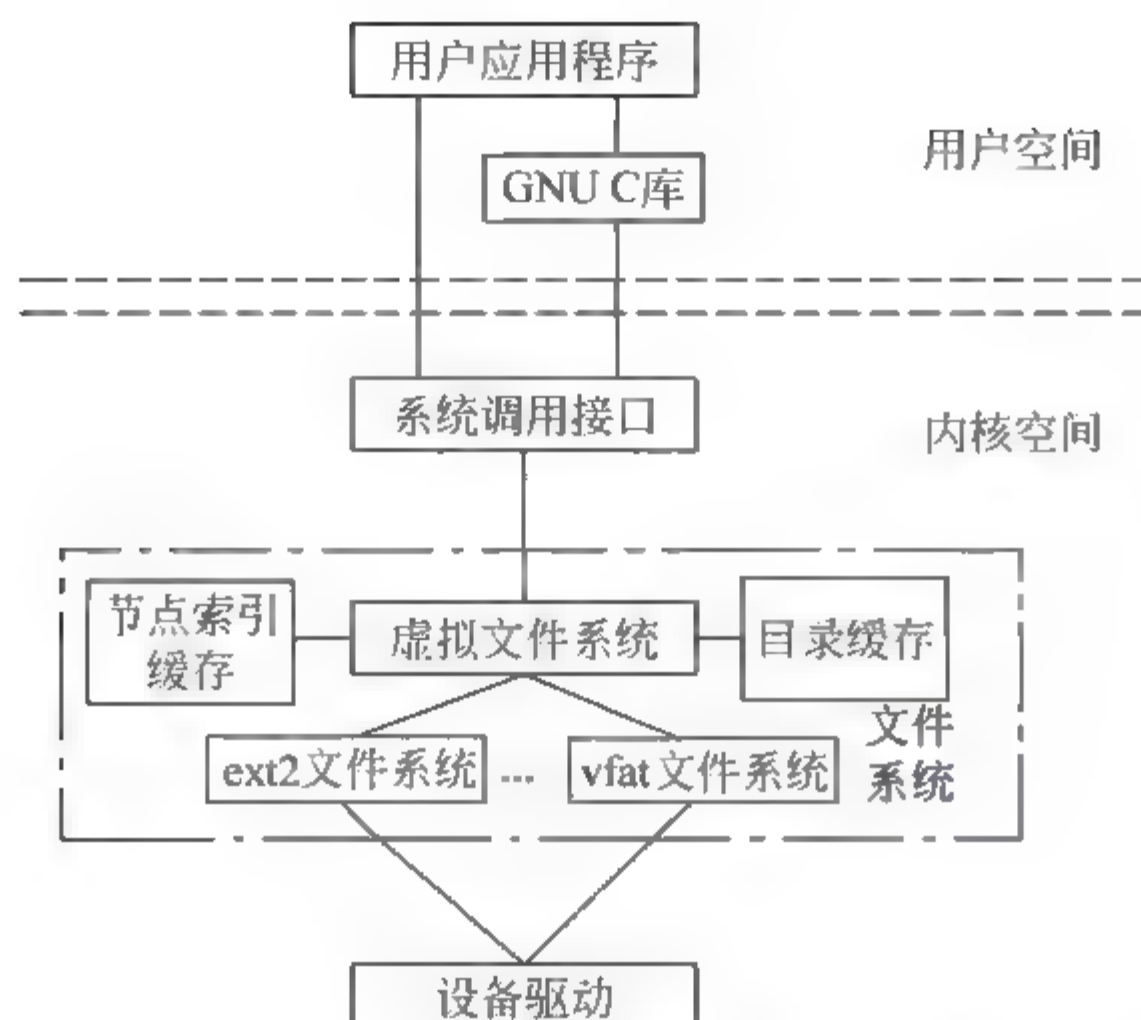 用户应用程序
用户空间
GNU C库
系统调用接口
内核空间
节点索引
缓存
虚拟文件系统
目录缓存
文件
系统
ext2文件系统
...
vfat文件系统
设备驱动